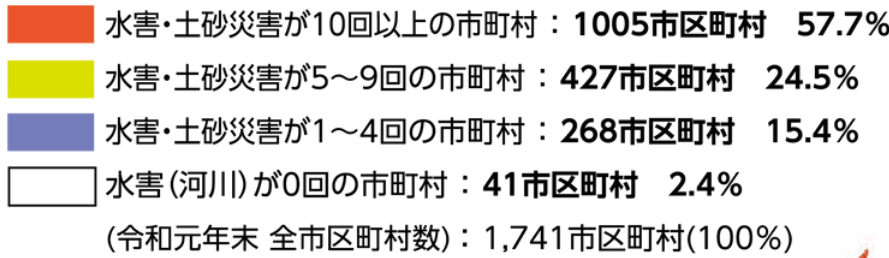 水害・土砂災害が10回以上の市町村：1005市区町村　57.7%
水害・土砂災害が5～9回の市町村：427市区町村　24.5%
水害・土砂災害が1～4回の市町村：268市区町村　15.4%
水害（河川）が0回の市町村：41市区町村　2.4%
(令和元年末 全市区町村数)：1,741市区町村(100%)